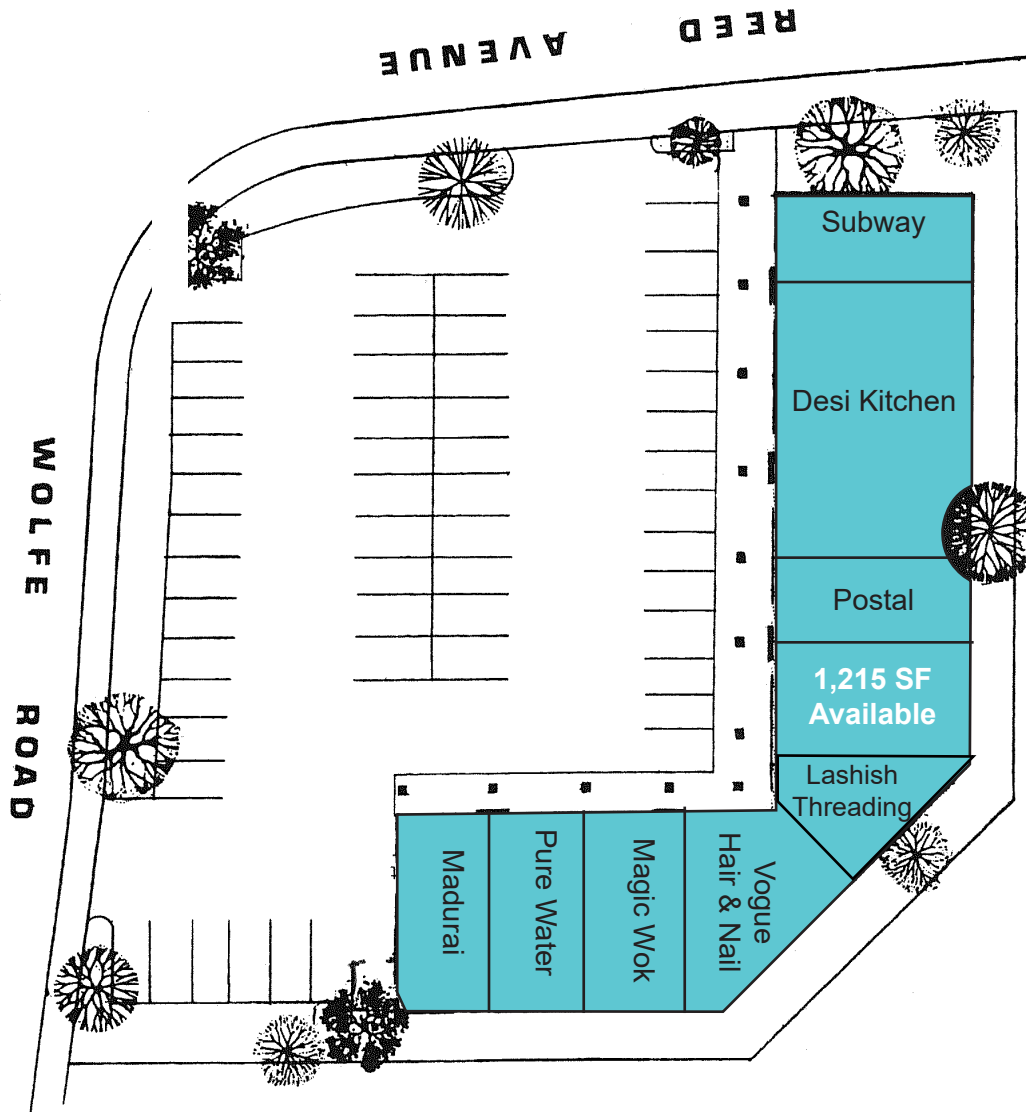 REED AVENUE
WOLFE ROAD
Subway
Desi Kitchen
Postal
1,215 SF
Available
Lashish
Threading
Vogue
Hair & Nail
Magic Wok
Pure Water
Madurai